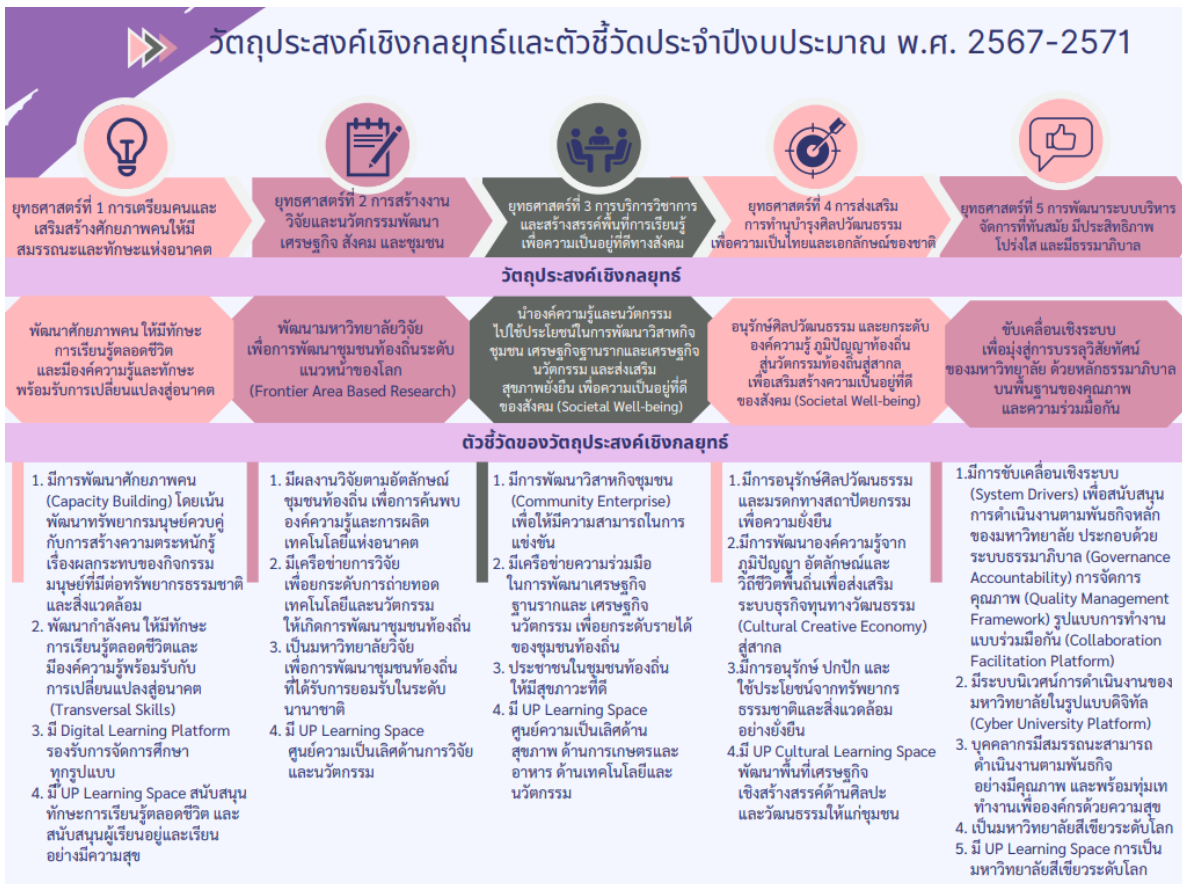 วัตถุประสงค์เชิงกลยุทธ์และตัวชี้วัดประจำปีงบประมาณ พ.ศ. 2567-2571
ยุทธศาสตร์ที่ 1 การเตรียมคนและ
เสริมสร้างศักยภาพคนให้มี
สมรรถนะและทักษะแห่งอนาคต
ยุทธศาสตร์ที่ 2 การสร้างงาน
วิจัยและนวัตกรรมพัฒนา
เศรษฐกิจ สังคม และชุมชน
ยุทธศาสตร์ที่ 3 การบริการวิชาการ
และสร้างสรรค์พื้นที่การเรียนรู้
เพื่อความเป็นอยู่ที่ดีทางสังคม
ยุทธศาสตร์ที่ 4 การส่งเสริม
การทำนุบำรุงศิลปวัฒนธรรม
เพื่อความเป็นไทยและเอกลักษณ์ของชาติ
ยุทธศาสตร์ที่ 5 การพัฒนาระบบบริหาร
จัดการที่ทันสมัย มีประสิทธิภาพ
โปร่งใส และมีธรรมาภิบาล
วัตถุประสงค์เชิงกลยุทธ์
พัฒนาศักยภาพคน ให้มีทักษะ
การเรียนรู้ตลอดชีวิต
และมีองค์ความรู้และทักษะ
พร้อมรับการเปลี่ยนแปลงสู่อนาคต
พัฒนามหาวิทยาลัยวิจัย
เพื่อการพัฒนาชุมชนท้องถิ่นระดับ
แนวหน้าของโลก
(Frontier Area Based Research)
นำองค์ความรู้และนวัตกรรม
ไปใช้ประโยชน์ในการพัฒนาวิสาหกิจ
ชุมชน เศรษฐกิจฐานรากและเศรษฐกิจ
นวัตกรรม และส่งเสริม
สุขภาพยั่งยืน เพื่อความเป็นอยู่ที่ดี
ของสังคม (Societal Well-being)
อนุรักษ์ศิลปวัฒนธรรม และยกระดับ
องค์ความรู้ ภูมิปัญญาท้องถิ่น
สู่นวัตกรรมท้องถิ่นสู่สากล
เพื่อเสริมสร้างความเป็นอยู่ที่ดี
ของสังคม (Societal Well-being)
ขับเคลื่อนเชิงระบบ
เพื่อมุ่งสู่การบรรลุวิสัยทัศน์
ของมหาวิทยาลัย ด้วยหลักธรรมาภิบาล
บนพื้นฐานของคุณภาพ
และความร่วมมือกัน
ตัวชี้วัดของวัตถุประสงค์เชิงกลยุทธ์
1. มีการพัฒนาศักยภาพคน
(Capacity Building) โดยเน้น
พัฒนาทรัพยากรมนุษย์ควบคู่
กับการสร้างความตระหนักรู้
เรื่องผลกระทบของกิจกรรม
มนุษย์ที่มีต่อทรัพยากรธรรมชาติ
และสิ่งแวดล้อม
2. พัฒนากำลังคน ให้มีทักษะ
การเรียนรู้ตลอดชีวิตและ
มีองค์ความรู้พร้อมรับกับ
การเปลี่ยนแปลงสู่อนาคต
(Transversal Skills)
3. มี Digital Learning Platform
รองรับการจัดการศึกษา
ทุกรูปแบบ
4. มี UP Learning Space สนับสนุน
ทักษะการเรียนรู้ตลอดชีวิต และ
สนับสนุนผู้เรียนอยู่และเรียน
อย่างมีความสุข
1. มีผลงานวิจัยตามอัตลักษณ์
ชุมชนท้องถิ่น เพื่อการค้นพบ
องค์ความรู้และการผลิต
เทคโนโลยีแห่งอนาคต
2. มีเครือข่ายการวิจัย
เพื่อยกระดับการถ่ายทอด
เทคโนโลยีและนวัตกรรม
ให้เกิดการพัฒนาชุมชนท้องถิ่น
3. เป็นมหาวิทยาลัยวิจัย
เพื่อการพัฒนาชุมชนท้องถิ่น
ที่ได้รับการยอมรับในระดับ
นานาชาติ
4. มี UP Learning Space
ศูนย์ความเป็นเลิศด้านการวิจัย
และนวัตกรรม
1. มีการพัฒนาวิสาหกิจชุมชน
(Community Enterprise)
เพื่อให้มีความสามารถในการ
แข่งขัน
2. มีเครือข่ายความร่วมมือ
ในการพัฒนาเศรษฐกิจ
ฐานรากและ เศรษฐกิจ
นวัตกรรม เพื่อยกระดับรายได้
ของชุมชนท้องถิ่น
3. ประชาชนในชุมชนท้องถิ่น
ให้มีสุขภาวะที่ดี
4. มี UP Learning Space
ศูนย์ความเป็นเลิศด้าน
สุขภาพ ด้านการเกษตรและ
อาหาร ด้านเทคโนโลยีและ
นวัตกรรม
1.มีการอนุรักษ์ศิลปวัฒนธรรม
และมรดกทางสถาปัตยกรรม
เพื่อความยั่งยืน
2.มีการพัฒนาองค์ความรู้จาก
ภูมิปัญญา อัตลักษณ์และ
วิถีชีวิตพื้นถิ่นเพื่อส่งเสริม
ระบบธุรกิจทุนทางวัฒนธรรม
(Cultural Creative Economy)
สู่สากล
3.มีการอนุรักษ์ ปกปัก และ
ใช้ประโยชน์จากทรัพยากร
ธรรมชาติและสิ่งแวดล้อม
อย่างยั่งยืน
4.มี UP Cultural Learning Space
พัฒนาพื้นที่เศรษฐกิจ
เชิงสร้างสรรค์ด้านศิลปะ
และวัฒนธรรมให้แก่ชุมชน
1.มีการขับเคลื่อนเชิงระบบ
(System Drivers) เพื่อสนับสนุน
การดำเนินงานตามพันธกิจหลัก
ของมหาวิทยาลัย ประกอบด้วย
ระบบธรรมาภิบาล (Governance
Accountability) การจัดการ
คุณภาพ (Quality Management
Framework) รูปแบบการทำงาน
แบบร่วมมือกัน (Collaboration
Facilitation Platform)
2. มีระบบนิเวศน์การดำเนินงานของ
มหาวิทยาลัยในรูปแบบดิจิทัล
(Cyber University Platform)
3. บุคคลากรมีสมรรถนะสามารถ
ดำเนินงานตามพันธกิจ
อย่างมีคุณภาพ และพร้อมทุ่มเท
ทำงานเพื่อองค์กรด้วยความสุข
4. เป็นมหาวิทยาลัยสีเขียวระดับโลก
5. มี UP Learning Space การเป็น
มหาวิทยาลัยสีเขียวระดับโลก